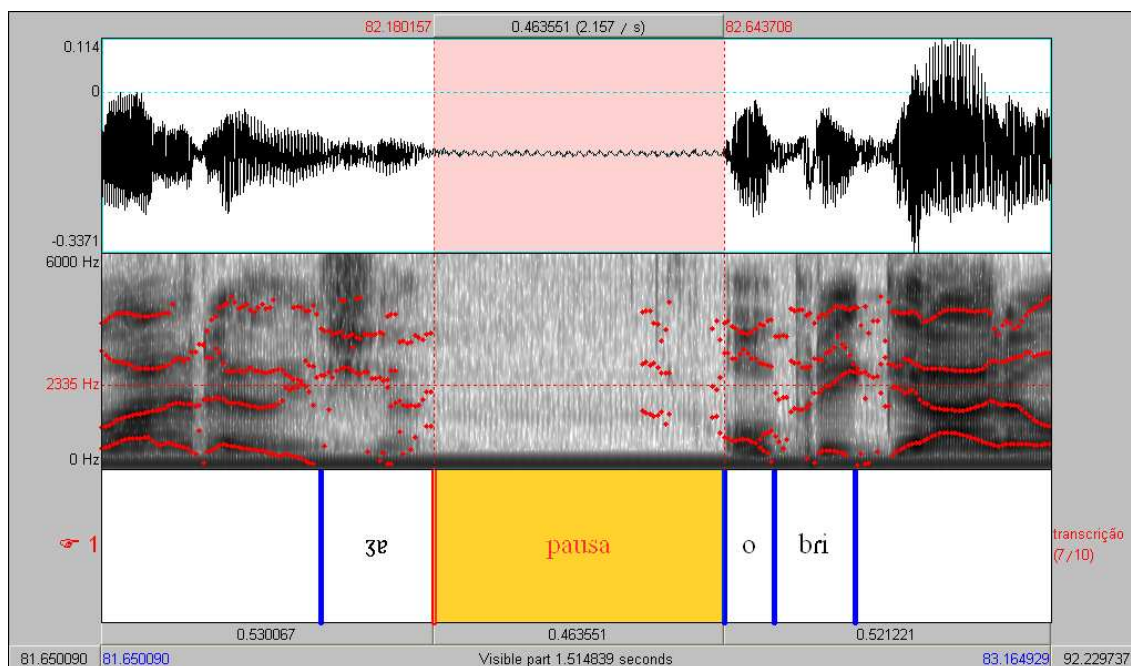 82.180157 0.463551 (2.157 / s) 82.643708
0.114
0
-0.3371
6000 Hz
2335 Hz
0 Hz
☞ 1 ʒɐ pausa o bɾi transcrição
(7/10)
0.530067 0.463551 0.521221
81.650090 81.650090 Visible part 1.514839 seconds 83.164929 92.229737